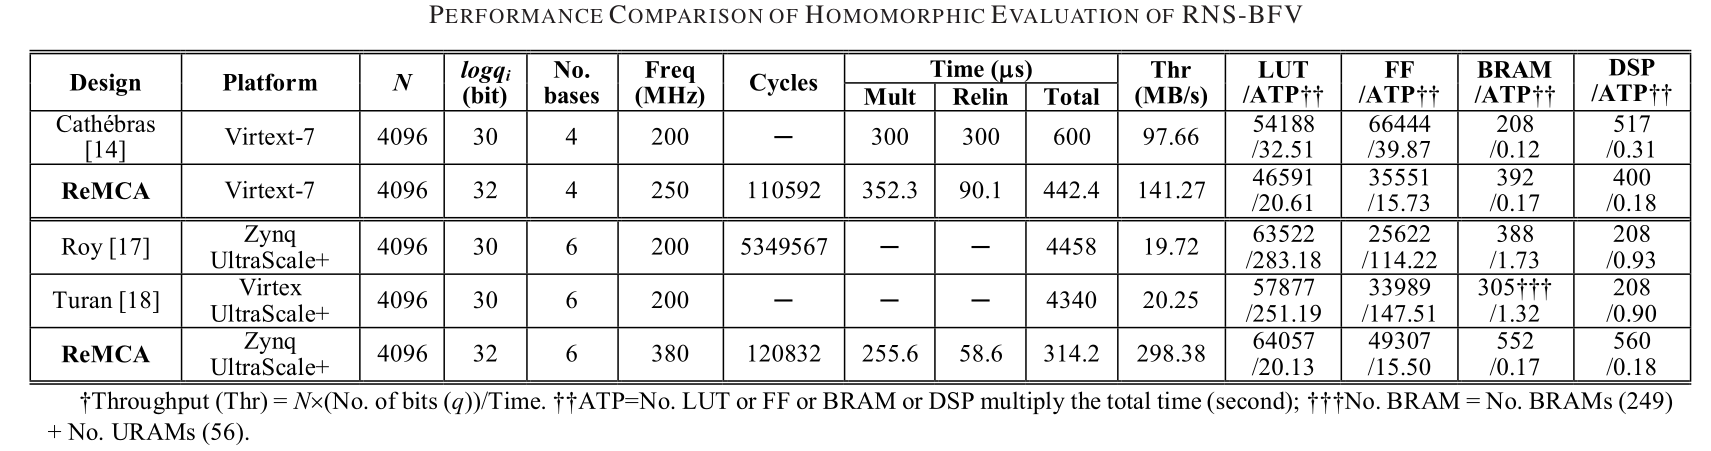 PERFORMANCE COMPARISON OF HOMOMORPHIC EVALUATION OF RNS-BFV
Design Platform N logqi (bit) No. bases Freq (MHz) Cycles Time (µs) Thr (MB/s) LUT /ATP†† FF /ATP†† BRAM /ATP†† DSP /ATP††
Mult Relin Total
Cathébras [14] Virtext-7 4096 30 4 200 — 300 300 600 97.66 54188 /32.51 66444 /39.87 208 /0.12 517 /0.31
ReMCA Virtext-7 4096 32 4 250 110592 352.3 90.1 442.4 141.27 46591 /20.61 35551 /15.73 392 /0.17 400 /0.18
Roy [17] Zynq UltraScale+ 4096 30 6 200 5349567 — — 4458 19.72 63522 /283.18 25622 /114.22 388 /1.73 208 /0.93
Turan [18] Virtex UltraScale+ 4096 30 6 200 — — — 4340 20.25 57877 /251.19 33989 /147.51 305††† /1.32 208 /0.90
ReMCA Zynq UltraScale+ 4096 32 6 380 120832 255.6 58.6 314.2 298.38 64057 /20.13 49307 /15.50 552 /0.17 560 /0.18
†Throughput (Thr) = N×(No. of bits (q))/Time. ††ATP=No. LUT or FF or BRAM or DSP multiply the total time (second); †††No. BRAM = No. BRAMs (249)
+ No. URAMs (56).